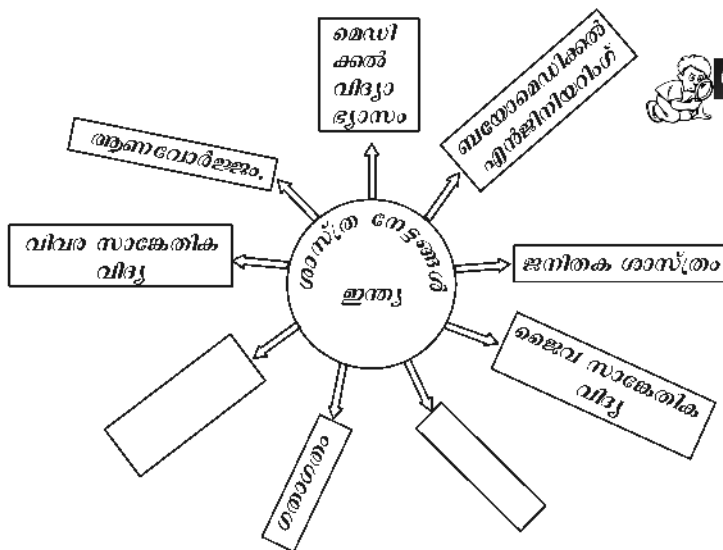 മെഡി
ക്കൽ
വിദ്യാ
ഭ്യാസം
ബയോമെഡിക്കൽ
എൻജിനിയറിംഗ്
ആണവോർജ്ജം.
വിവര സാങ്കേതിക
വിദ്യ
ശാസ്ത്ര നേട്ടങ്ങൾ
ഇന്ത്യ
ജനിതക ശാസ്ത്രം
ജൈവ സാങ്കേതിക
വിദ്യ
ഗതാഗതം